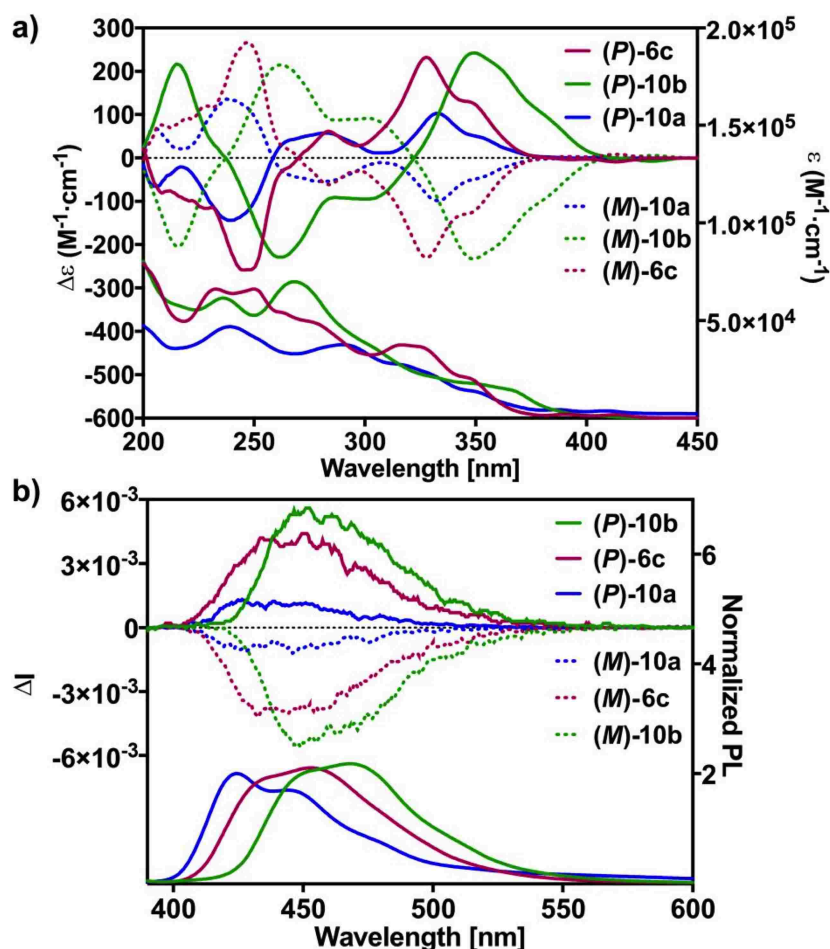 a)
300
200
100
0
-100
-200
-300
-400
-500
-600
Δε (M⁻¹·cm⁻¹)
(P)-6c
(P)-10b
(P)-10a
(M)-10a
(M)-10b
(M)-6c
2.0×10⁵
1.5×10⁵
1.0×10⁵
5.0×10⁴
ε (M⁻¹·cm⁻¹)
200 250 300 350 400 450
Wavelength [nm]
b)
6×10⁻³
3×10⁻³
0
-3×10⁻³
-6×10⁻³
ΔI
(P)-10b
(P)-6c
(P)-10a
(M)-10a
(M)-6c
(M)-10b
6
4
2
Normalized PL
400 450 500 550 600
Wavelength [nm]